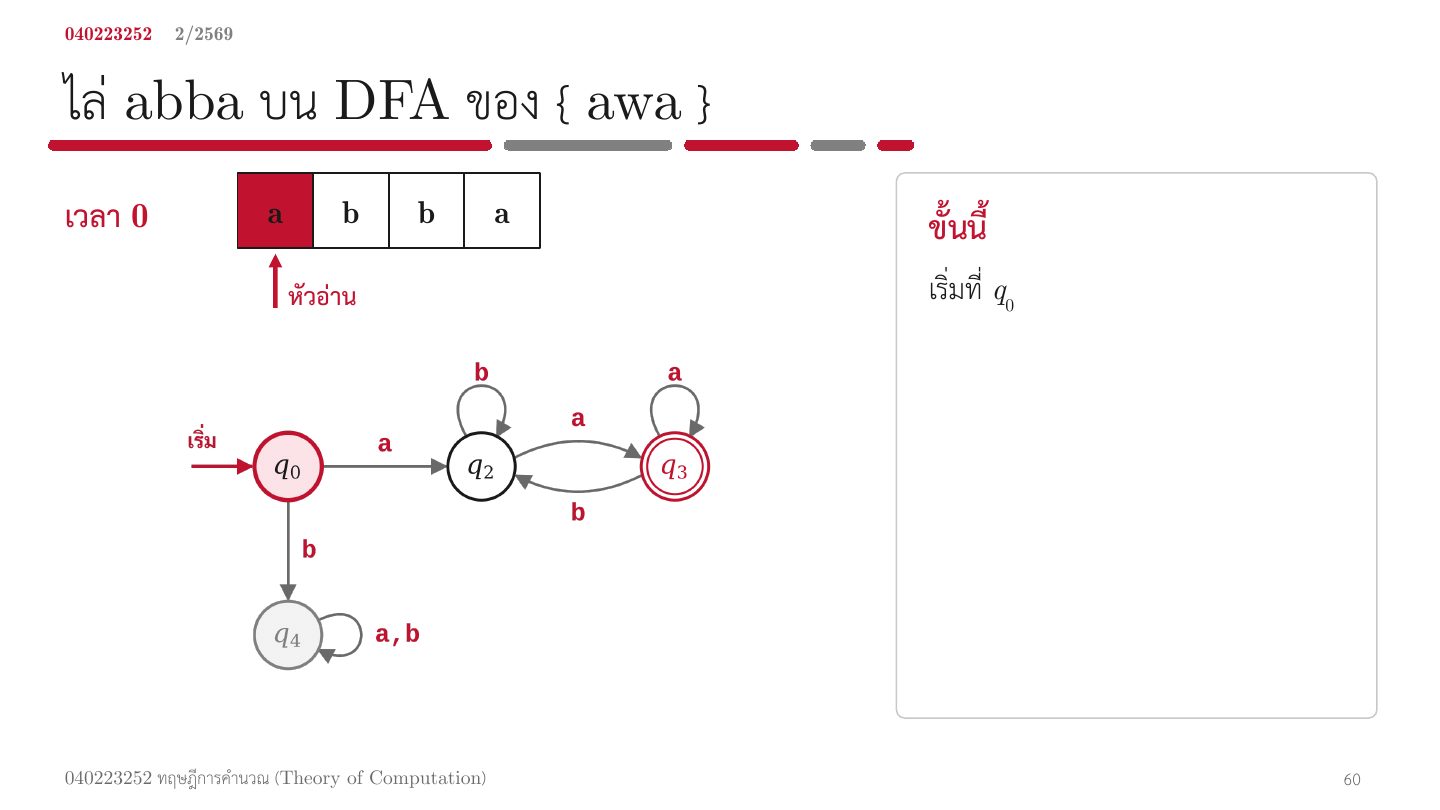 040223252 2/2569
ไล่ abba บน DFA ของ { awa }
เวลา 0
a b b a
หัวอ่าน
ขั้นนี้
เริ่มที่ q0
b
a
a
เริ่ม
a
q0
q2
q3
b
b
q4
a,b
040223252 ทฤษฎีการคำนวณ (Theory of Computation)
60